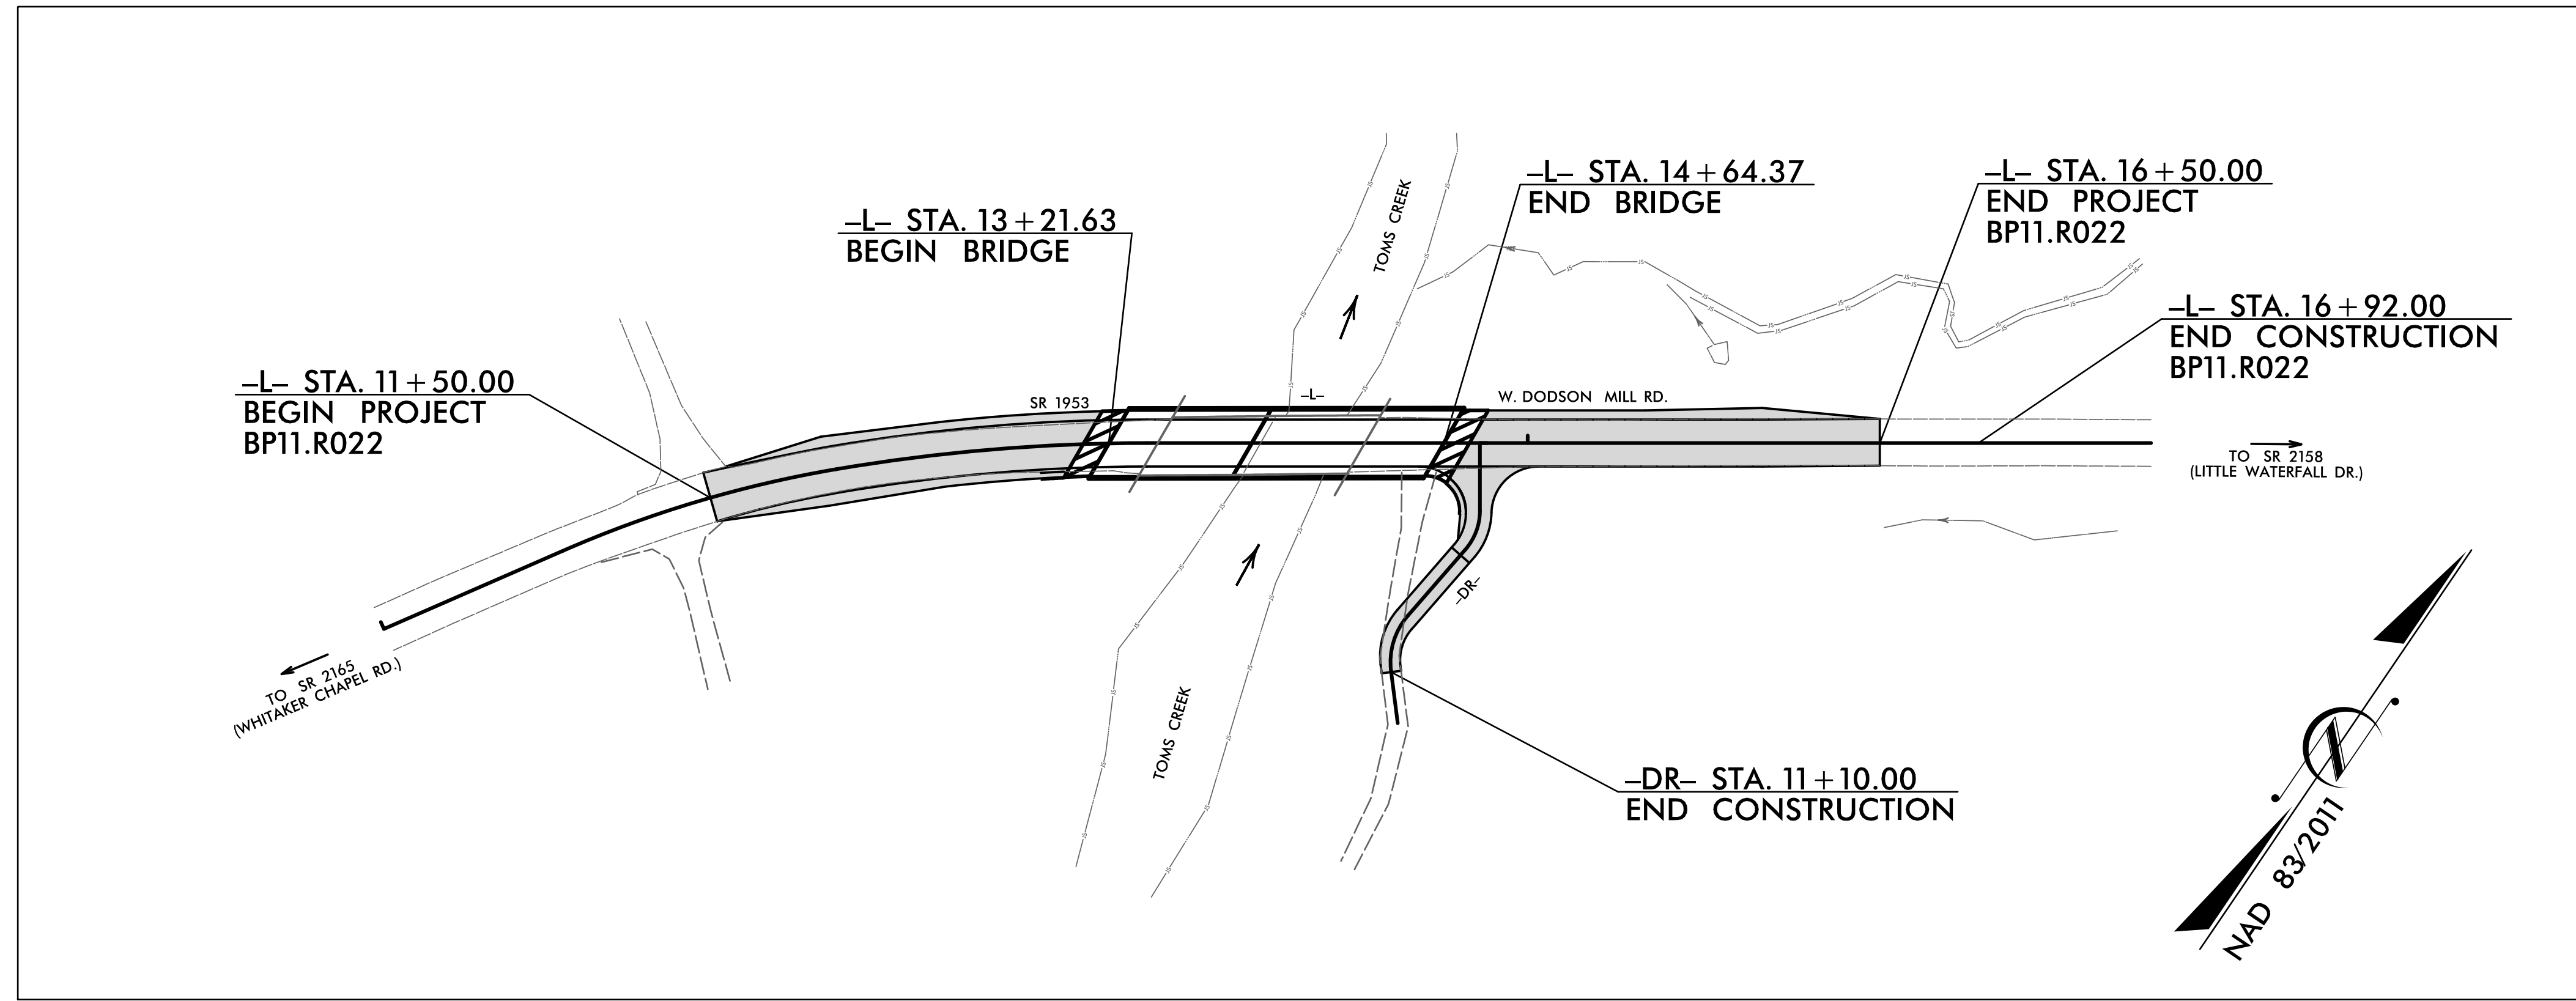 –L– STA. 11+50.00
BEGIN PROJECT
BP11.R022
–L– STA. 13+21.63
BEGIN BRIDGE
–L– STA. 14+64.37
END BRIDGE
–L– STA. 16+50.00
END PROJECT
BP11.R022
–L– STA. 16+92.00
END CONSTRUCTION
BP11.R022
TOMS CREEK
SR 1953
–L–
W. DODSON MILL RD.
TO SR 2158
(LITTLE WATERFALL DR.)
TO SR 2165
(WHITAKER CHAPEL RD.)
–DR–
TOMS CREEK
–DR– STA. 11+10.00
END CONSTRUCTION
NAD 83/2011